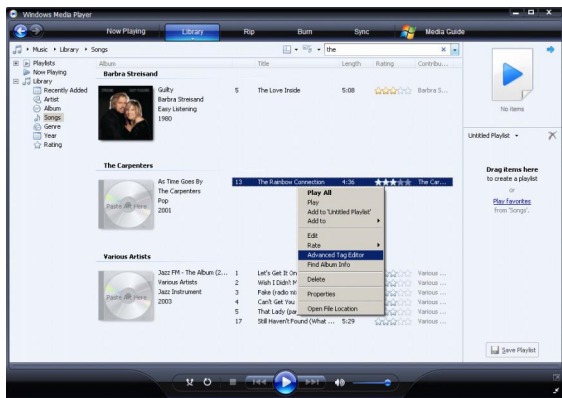 Windows Media Player
Now Playing Library Rip Burn Sync Media Guide
Music Library Songs the
Playlists
Now Playing
Library
Recently Added
Artist
Album
Songs
Genre
Year
Rating
Album Title Length Rating Contribu...
Barbra Streisand
Guilty 5 The Love Inside 5:08 Barbra S...
Barbra Streisand
Easy Listening
1980
The Carpenters
As Time Goes By 13 The Rainbow Connection 4:36 The Car...
The Carpenters
Pop
2001
Paste Art Here
Play All
Play
Add to 'Untitled Playlist'
Add to
Edit
Rate
Advanced Tag Editor
Find Album Info
Delete
Properties
Open File Location
Various Artists
Jazz FM - The Album (2... 1 Let's Get It On Various ...
Various Artists 2 Wish I Didn't M Various ...
Jazz Instrument 3 Fake (radio mi Various ...
2003 4 Can't Get You Various ...
5 That Lady (par Various ...
17 Still Haven't Found (What ... 5:29 Various ...
Paste Art Here
No items
Untitled Playlist
Drag items here
to create a playlist
or
Play favorites
from 'Songs'.
Save Playlist